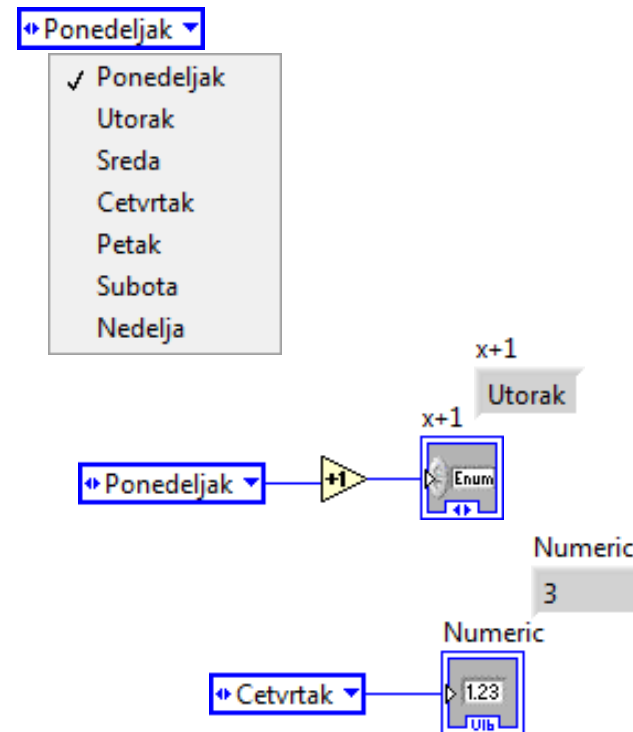 Ponedeljak
Ponedeljak
Utorak
Sreda
Cetvrtak
Petak
Subota
Nedelja
x+1
Utorak
x+1
Ponedeljak
+1
Enum
Numeric
3
Numeric
Cetvrtak
1.23